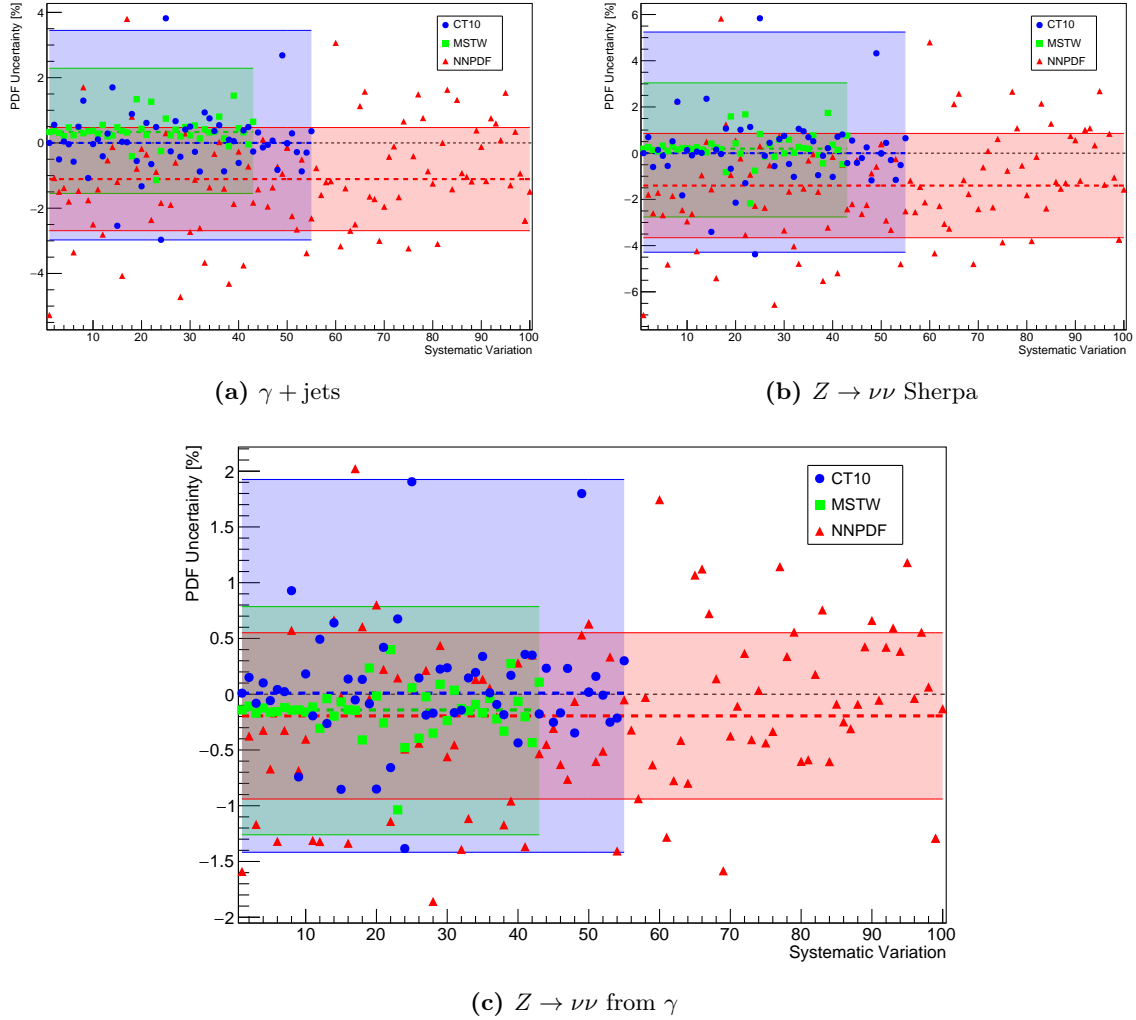 PDF Uncertainty [%]
4
2
0
−2
−4
CT10
MSTW
NNPDF
10 20 30 40 50 60 70 80 90 100
Systematic Variation
(a) γ + jets
PDF Uncertainty [%]
6
4
2
0
−2
−4
−6
CT10
MSTW
NNPDF
10 20 30 40 50 60 70 80 90 100
Systematic Variation
(b) Z → νν Sherpa
PDF Uncertainty [%]
2
1.5
1
0.5
0
−0.5
−1
−1.5
−2
CT10
MSTW
NNPDF
10 20 30 40 50 60 70 80 90 100
Systematic Variation
(c) Z → νν from γ